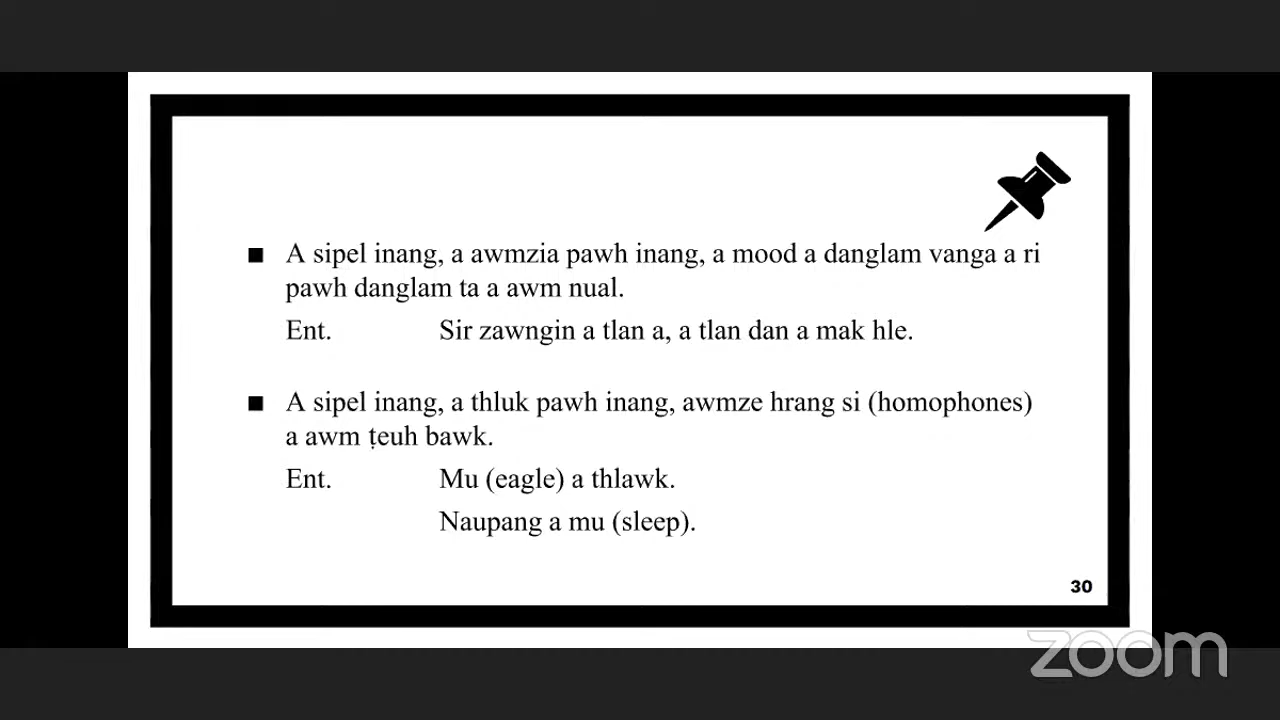 ■ A sipel inang, a awmzia pawh inang, a mood a danglam vanga a ri
pawh danglam ta a awm nual.
Ent. Sir zawngin a tlan a, a tlan dan a mak hle.
■ A sipel inang, a thluk pawh inang, awmze hrang si (homophones)
a awm ṭeuh bawk.
Ent. Mu (eagle) a thlawk.
Naupang a mu (sleep).
30
zoom